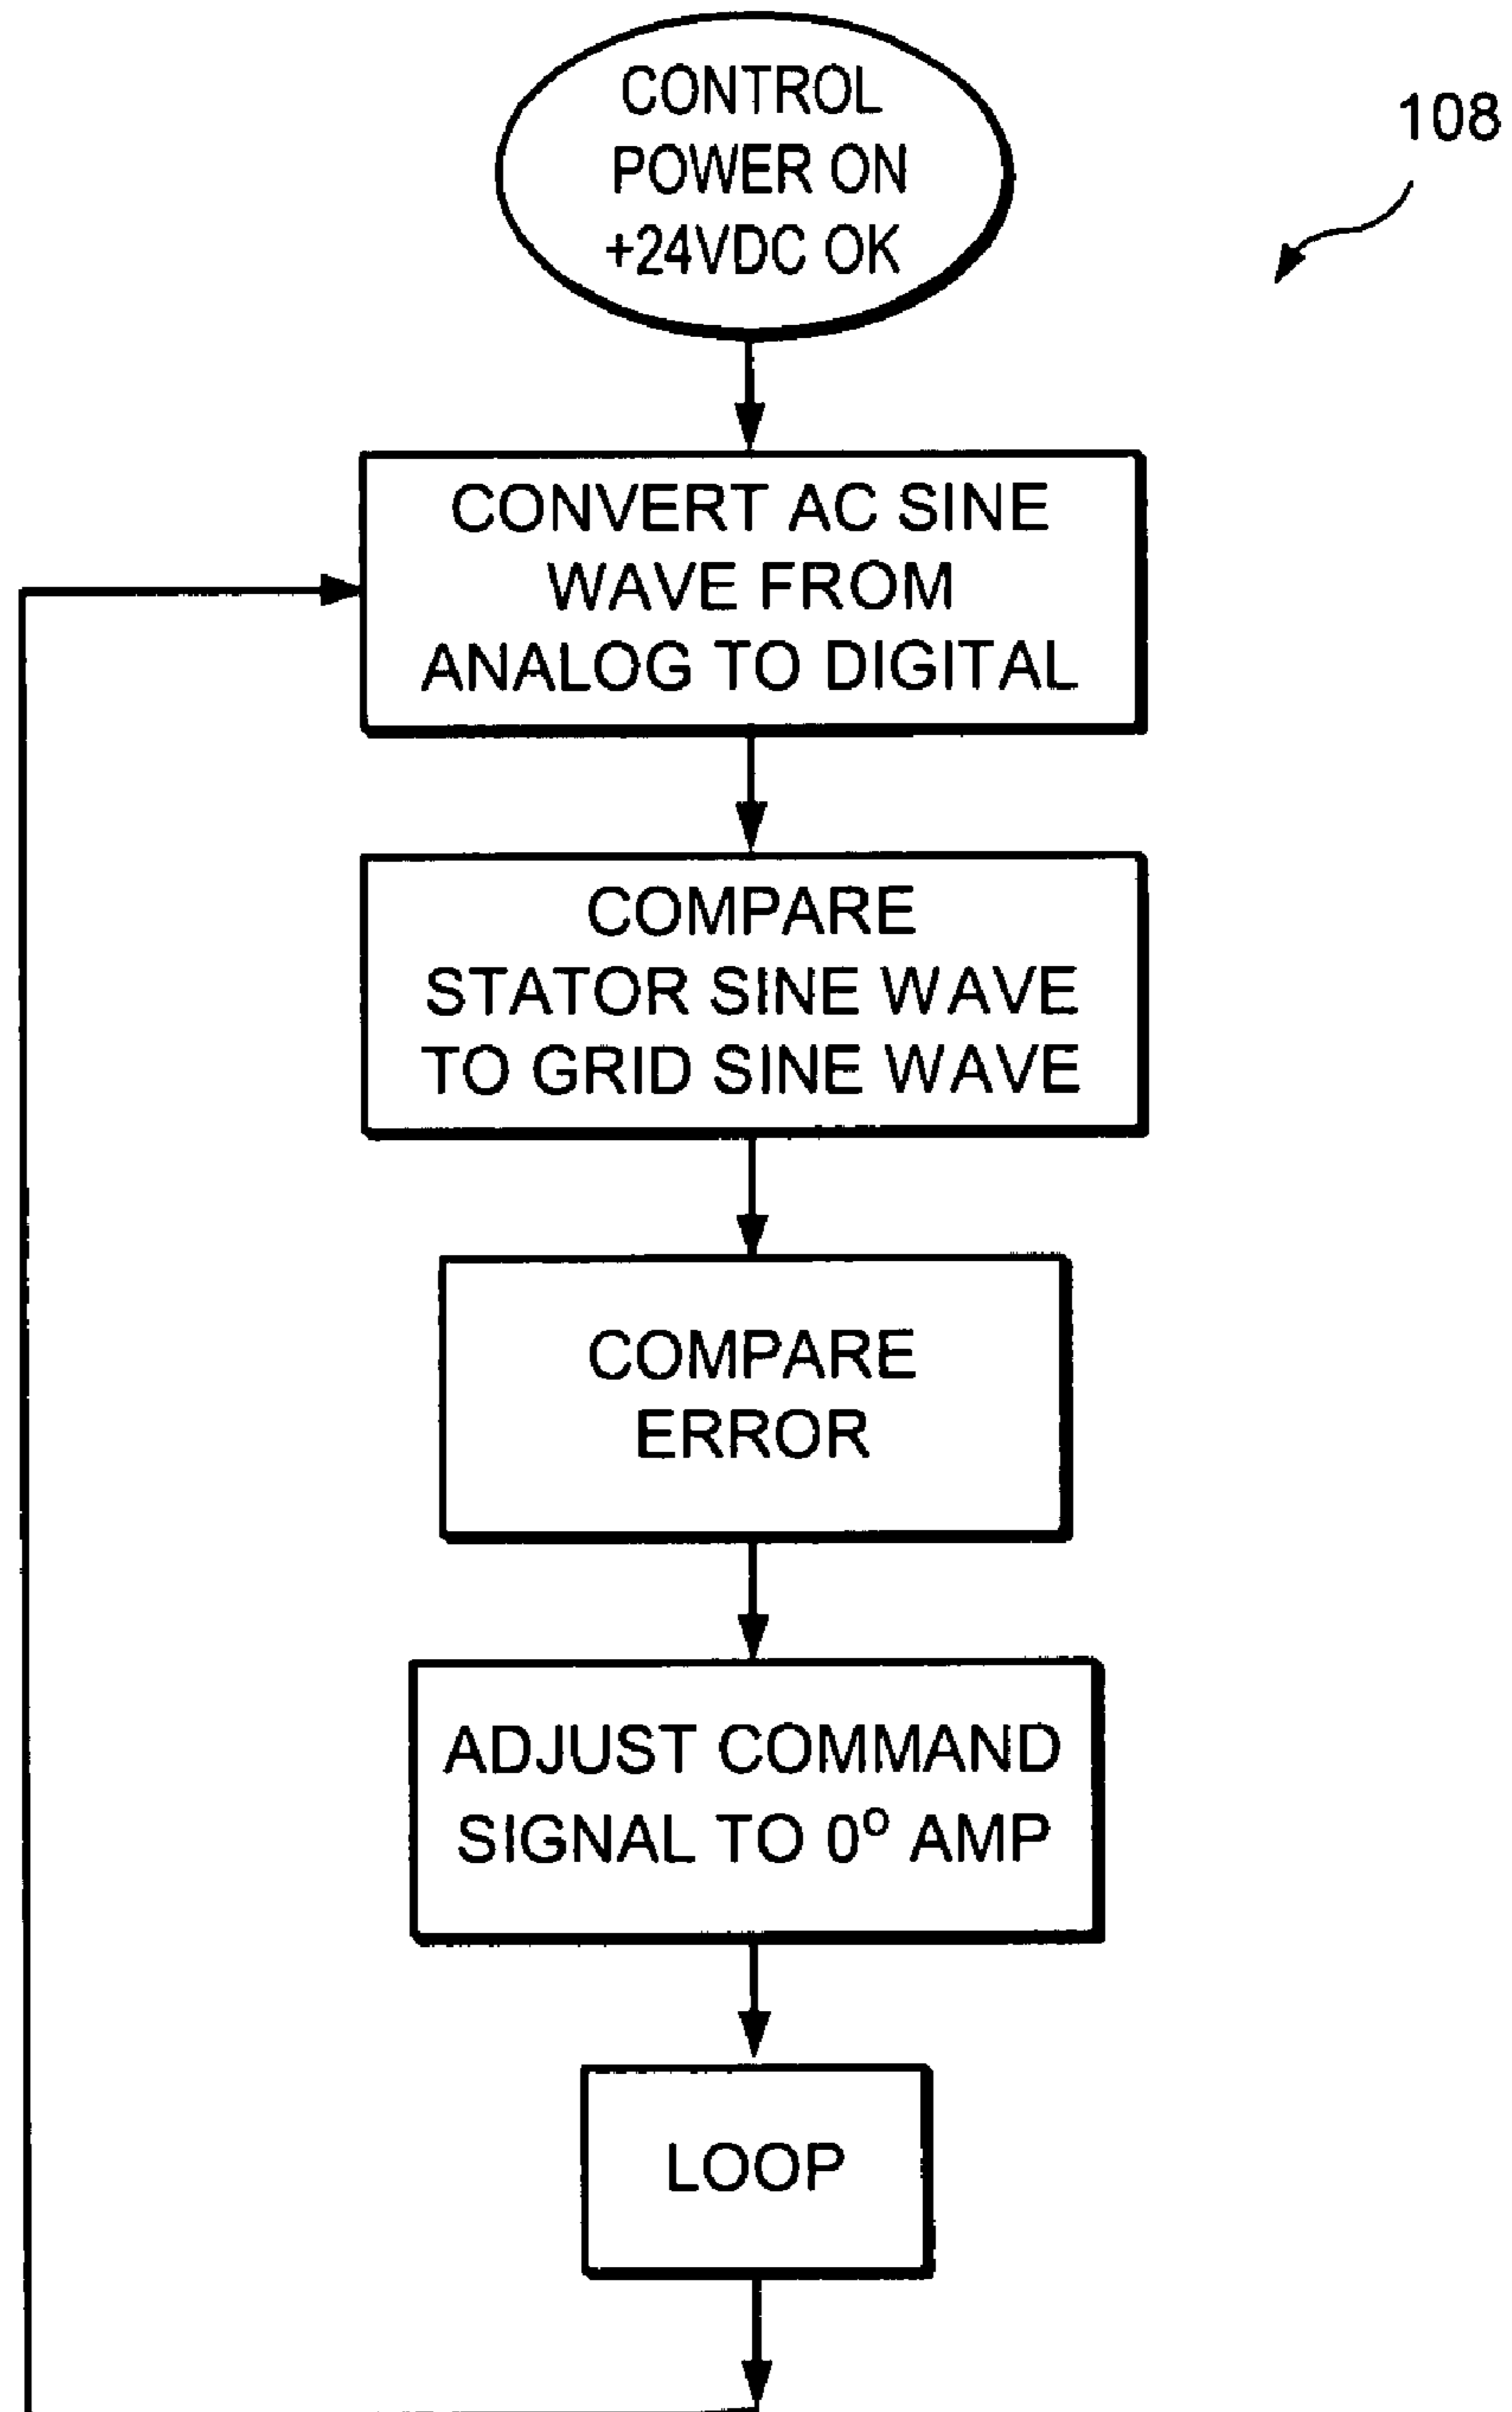 CONTROL
POWER ON
+24VDC OK
108
CONVERT AC SINE
WAVE FROM
ANALOG TO DIGITAL
COMPARE
STATOR SINE WAVE
TO GRID SINE WAVE
COMPARE
ERROR
ADJUST COMMAND
SIGNAL TO 0º AMP
LOOP